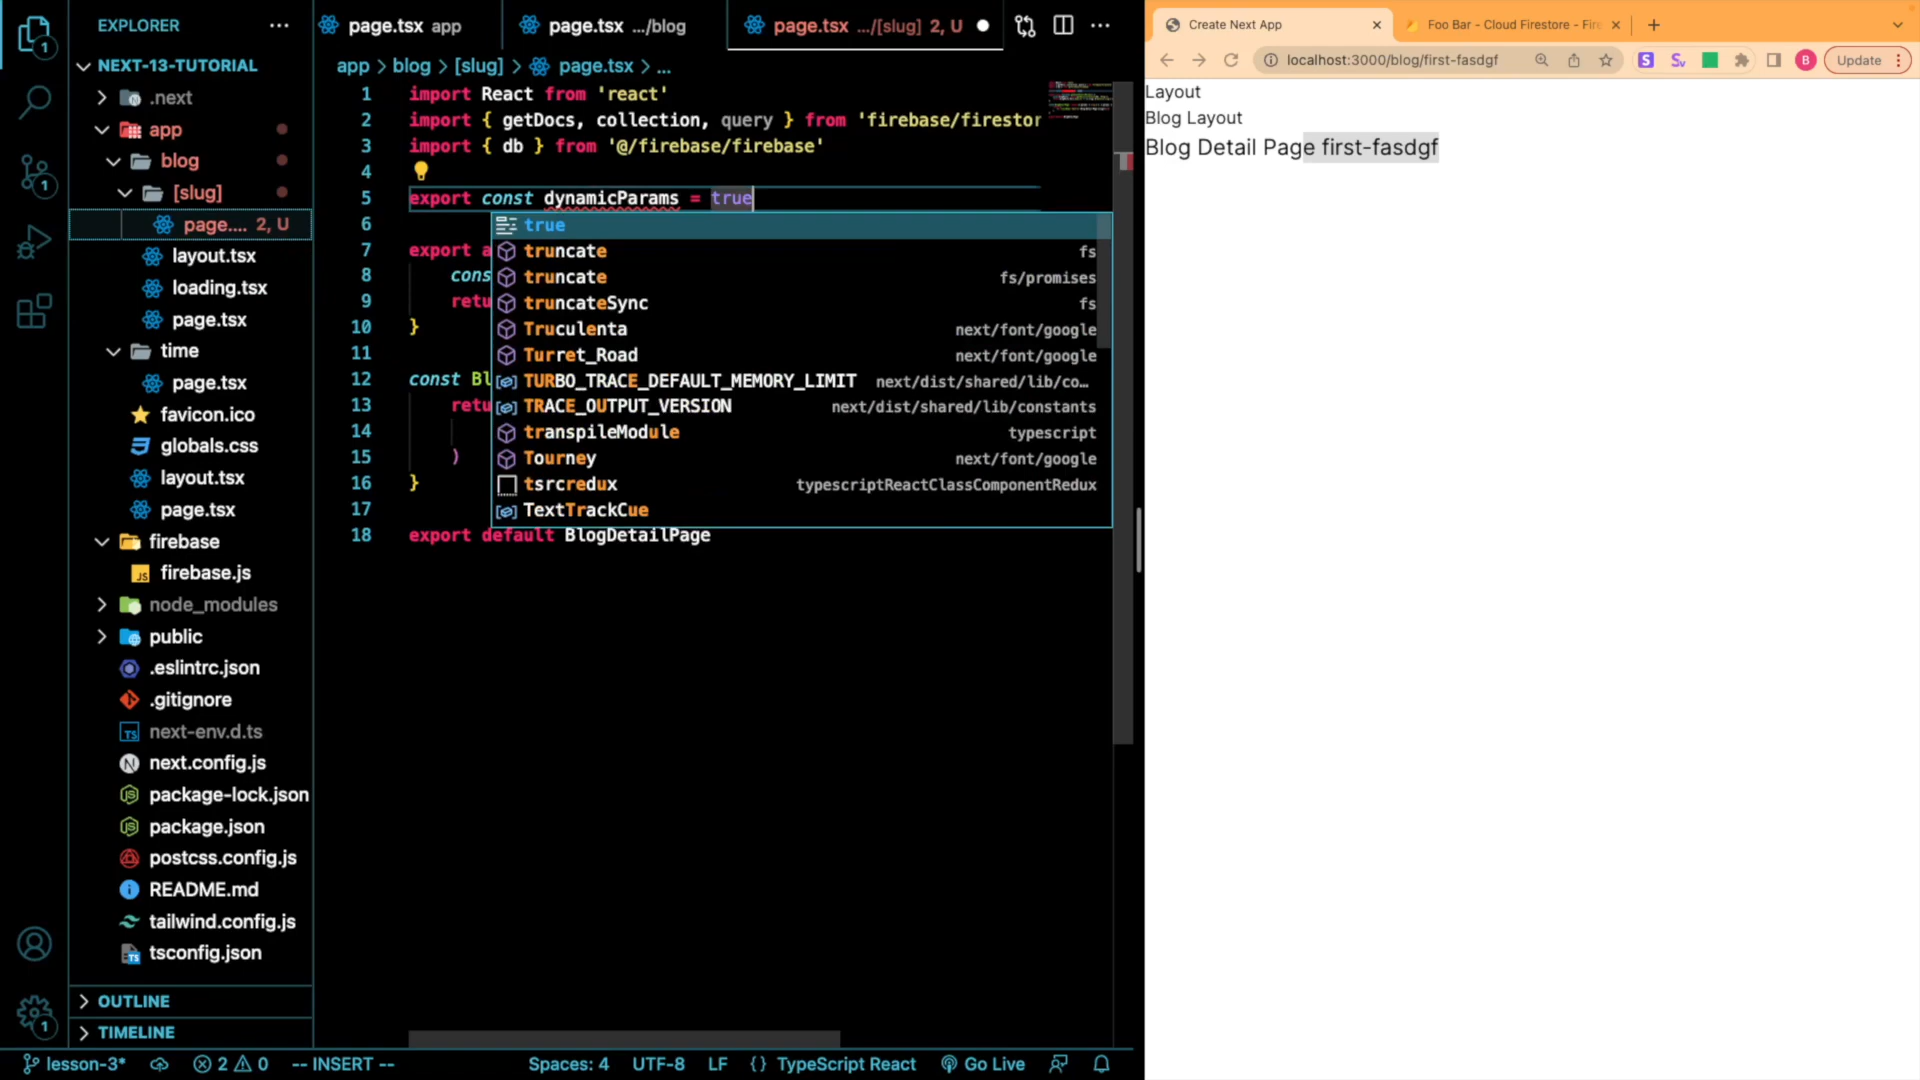 EXPLORER
NEXT-13-TUTORIAL
.next
app
blog
[slug]
page.... 2, U
layout.tsx
loading.tsx
page.tsx
time
page.tsx
favicon.ico
globals.css
layout.tsx
page.tsx
firebase
firebase.js
node_modules
public
.eslintrc.json
.gitignore
next-env.d.ts
next.config.js
package-lock.json
package.json
postcss.config.js
README.md
tailwind.config.js
tsconfig.json
OUTLINE
TIMELINE
page.tsx app
page.tsx .../blog
page.tsx .../[slug] 2, U
app > blog > [slug] > page.tsx > ...
1 import React from 'react'
2 import { getDocs, collection, query } from 'firebase/firestor
3 import { db } from '@/firebase/firebase'
4
5 export const dynamicParams = true
6
7 export a
8 cons
9 retu
10 }
11
12 const Bl
13 retu
14
15 )
16 }
17
18 export default BlogDetailPage
true
truncate fs
truncate fs/promises
truncateSync fs
Truculenta next/font/google
Turret_Road next/font/google
TURBO_TRACE_DEFAULT_MEMORY_LIMIT next/dist/shared/lib/co…
TRACE_OUTPUT_VERSION next/dist/shared/lib/constants
transpileModule typescript
Tourney next/font/google
tsrcredux typescriptReactClassComponentRedux
TextTrackCue
lesson-3* 2 0 -- INSERT -- Spaces: 4 UTF-8 LF {} TypeScript React Go Live
Create Next App
Foo Bar - Cloud Firestore - Fire
localhost:3000/blog/first-fasdgf
Update
Layout
Blog Layout
Blog Detail Page first-fasdgf